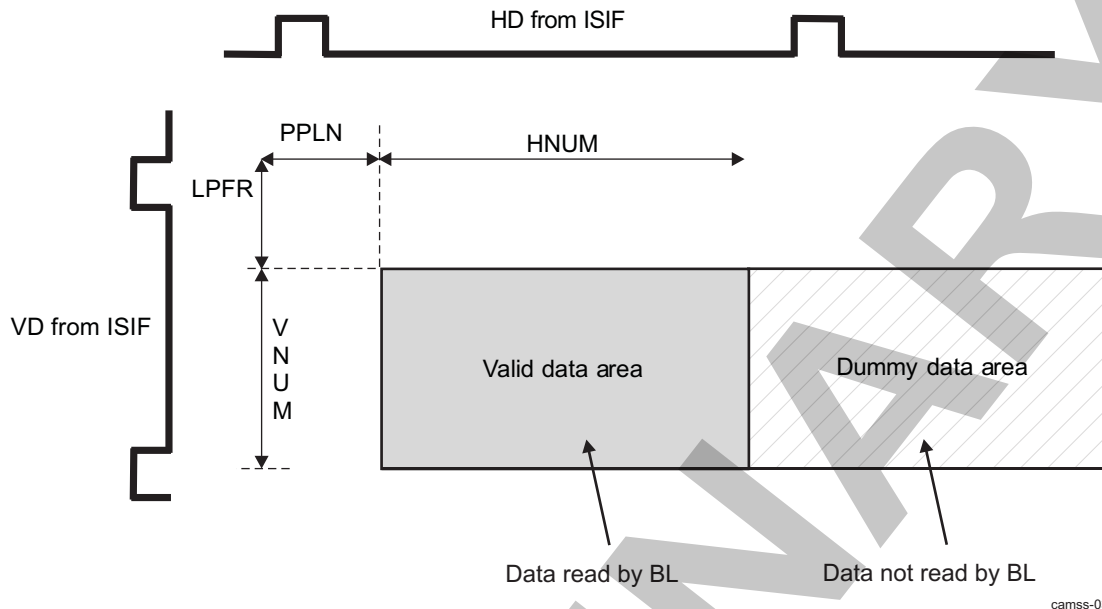 HD from ISIF
PPLN
HNUM
LPFR
VD from ISIF
V
N
U
M
Valid data area
Dummy data area
Data read by BL
Data not read by BL
camss-0